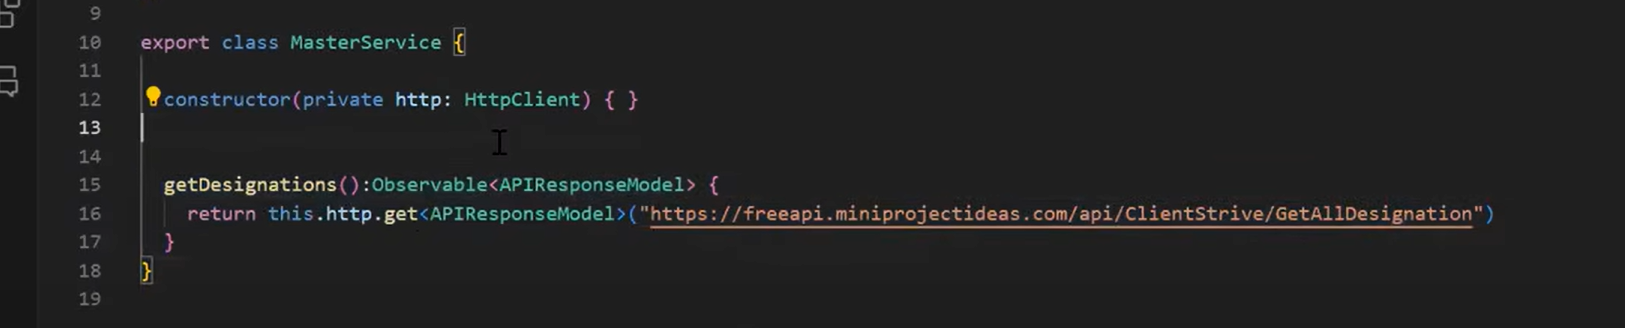 9
10 export class MasterService {
11
12 constructor(private http: HttpClient) { }
13
14
15 getDesignations():Observable<APIResponseModel> {
16 return this.http.get<APIResponseModel>("https://freeapi.miniprojectideas.com/api/ClientStrive/GetAllDesignation")
17 }
18 }
19